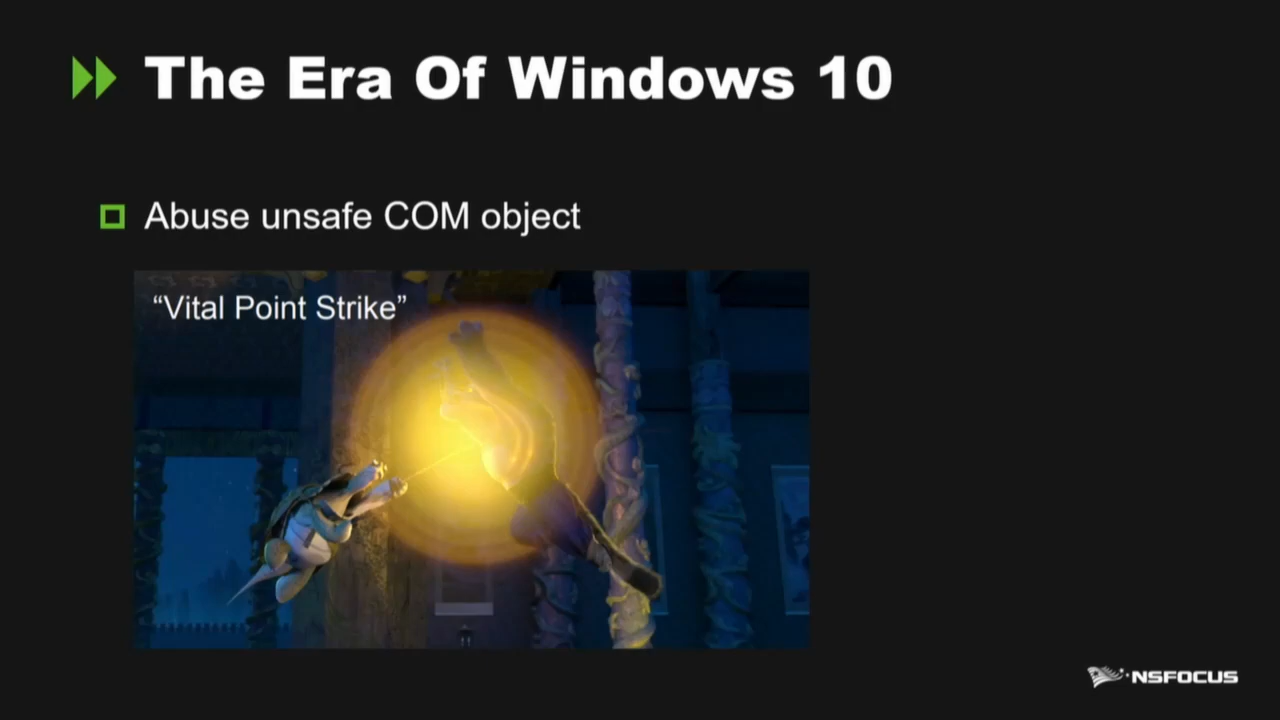 The Era Of Windows 10
Abuse unsafe COM object
“Vital Point Strike”
NSFOCUS